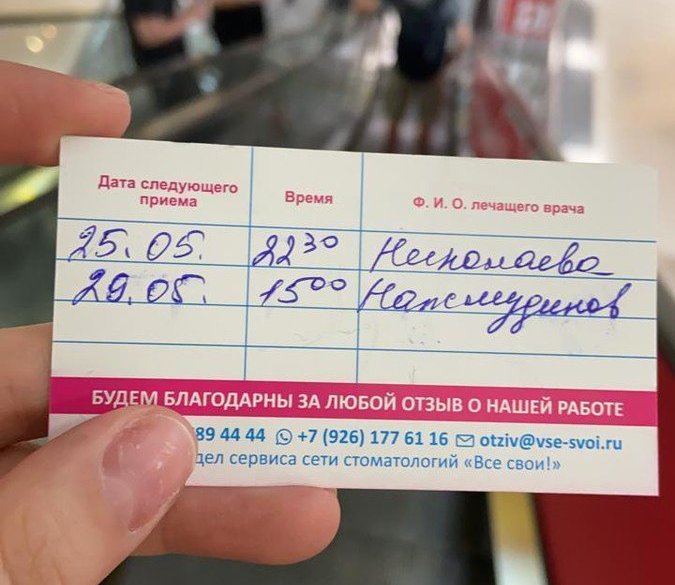 Дата следующего приема Время Ф. И. О. лечащего врача
25.05. 22³⁰ Николаева
29.05. 15⁰⁰
БУДЕМ БЛАГОДАРНЫ ЗА ЛЮБОЙ ОТЗЫВ О НАШЕЙ РАБОТЕ
89 44 44 +7 (926) 177 61 16 otziv@vse-svoi.ru
дел сервиса сети стоматологий «Все свои!»